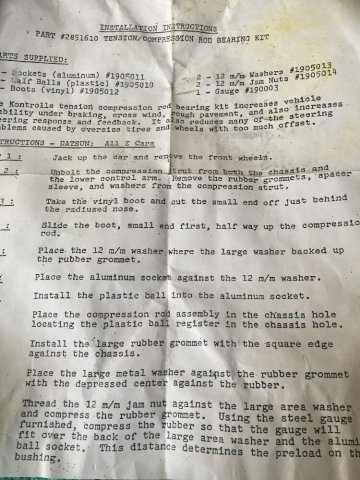 INSTALLATION INSTRUCTIONS
PART #2851610 TENSION/COMPRESSION ROD BEARING KIT
ARTS SUPPLIED:
- Sockets (aluminum) #1905011
2 - 12 m/m Washers #1905013
Half Balls (plastic) #1905010
2 - 12 m/m Jam Nuts #1905014
- Boots (vinyl) #1905012
1 - Gauge #190003
e Kontrolle tension compression rod bearing kit increases vehicle
ability under braking, cross wind, rough pavement, and also increases
eering response and feedback. It also reduces many of the steering
oblems caused by oversize tires and wheels with too much offset.
STRUCTIONS - DATSUN: All Z Cars
1 : Jack up the car and remove the front wheels.
2 : Unbolt the compression strut from both the chassis and
the lower control arm. Remove the rubber grommets, spacer
sleeve, and washers from the compression strut.
3 : Take the vinyl boot and cut the small end off just behind
the radiused nose.
: Slide the boot, small end first, half way up the compression
rod.
: Place the 12 m/m washer where the large washer backed up
the rubber grommet.
: Place the aluminum socket against the 12 m/m washer.
: Install the plastic ball into the aluminum socket.
: Place the compression rod assembly in the chassis hole
locating the plastic ball register in the chassis hole.
Install the large rubber grommet with the square edge
against the chassis.
Place the large metal washer against the rubber grommet
with the depressed center against the rubber.
Thread the 12 m/m jam nut against the large area washer
and compress the rubber grommet. Using the steel gauge
furnished, compress the rubber so that the gauge will
fit over the back of the large area washer and the alumi
ball socket. This distance determines the preload on th
bushing.